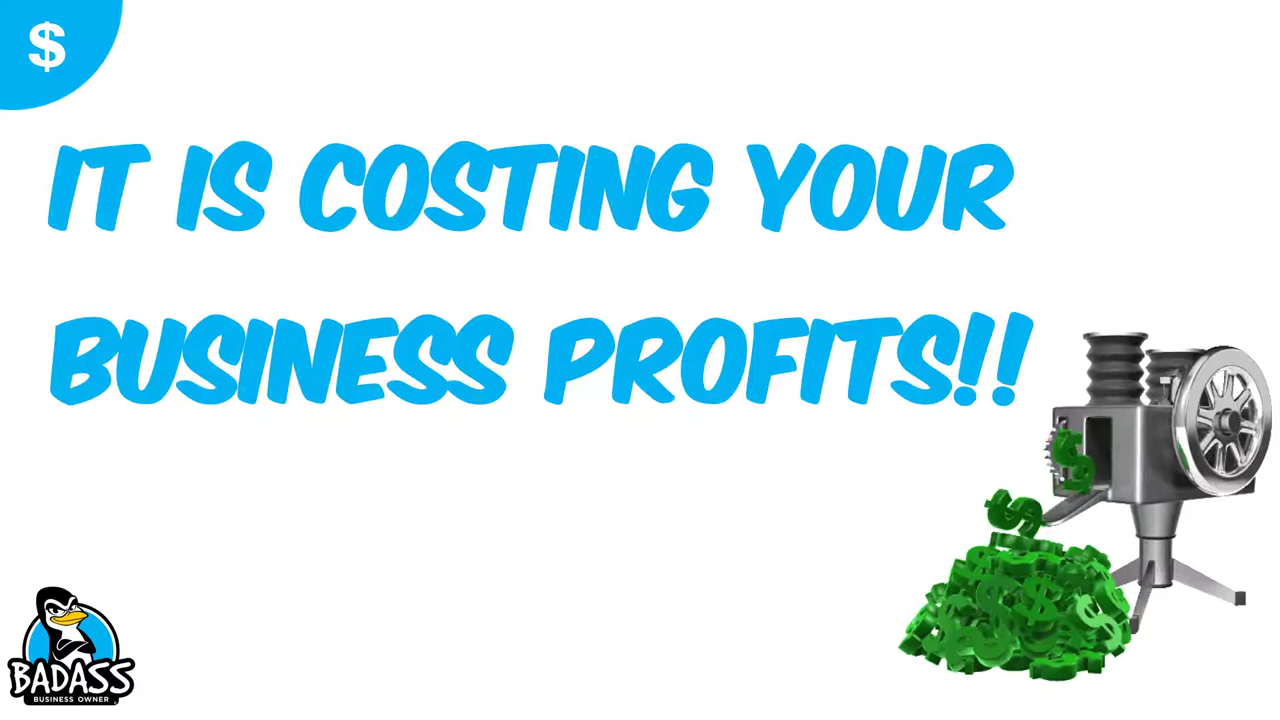 $
IT IS COSTING YOUR
BUSINESS PROFITS!!
BADASS
BUSINESS OWNER